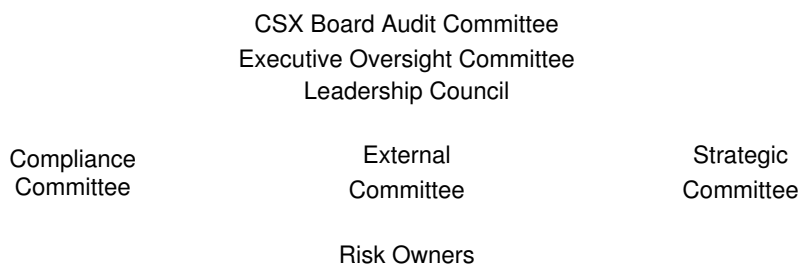 CSX Board Audit Committee
Executive Oversight Committee
Leadership Council
Compliance
Committee
External
Committee
Strategic
Committee
Risk Owners